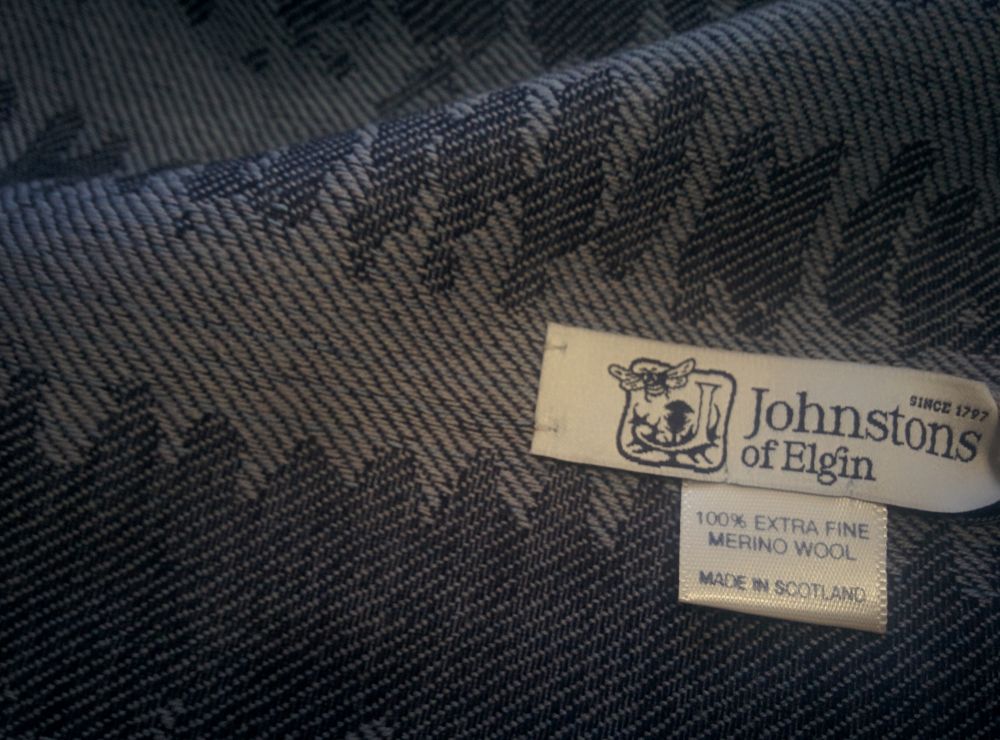 SINCE 1797
Johnstons
of Elgin
100% EXTRA FINE
MERINO WOOL
MADE IN SCOTLAND